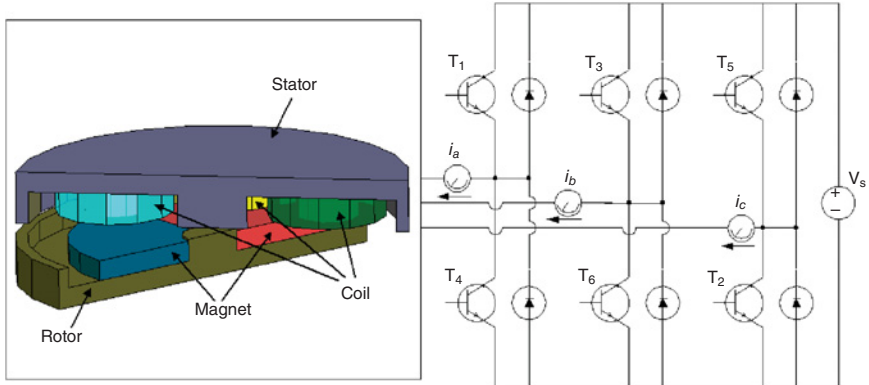 Stator
Coil
Magnet
Rotor
T1
T3
T5
ia
ib
ic
Vs
+
−
T4
T6
T2